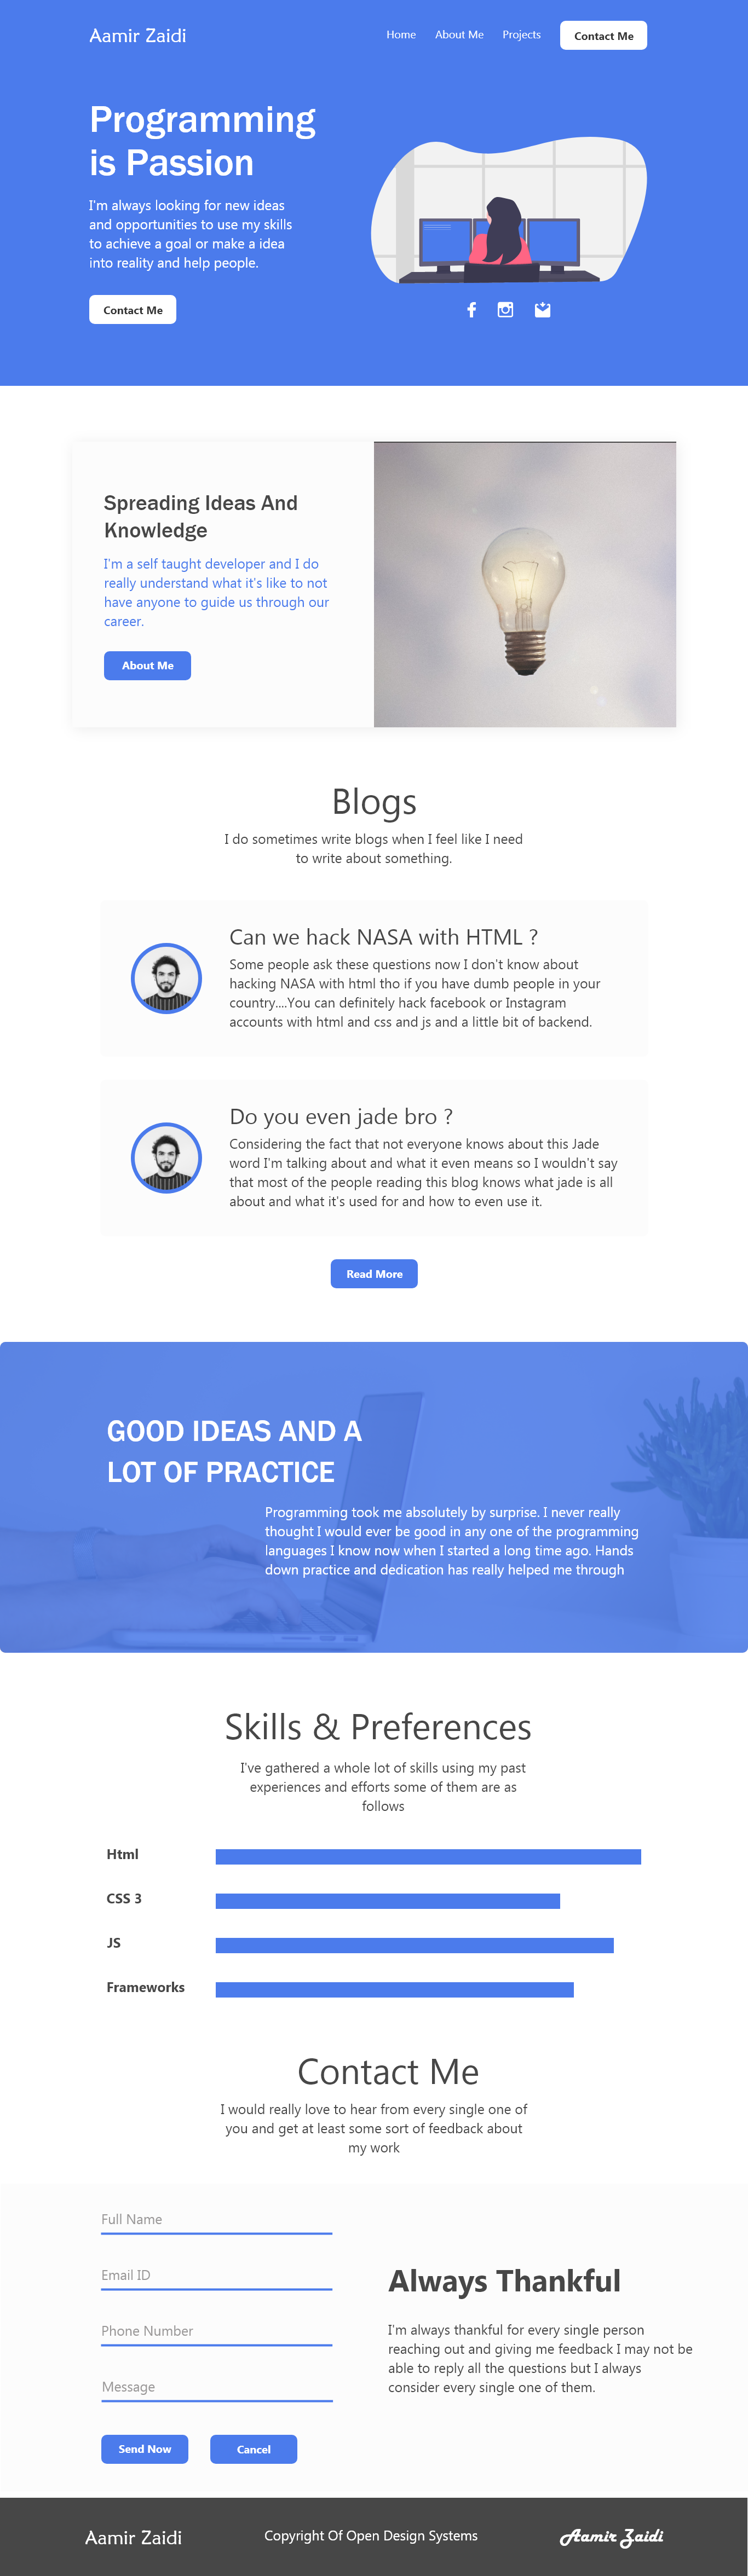 Aamir Zaidi
Home About Me Projects Contact Me
Programming
is Passion
I'm always looking for new ideas
and opportunities to use my skills
to achieve a goal or make a idea
into reality and help people.
Contact Me
Spreading Ideas And
Knowledge
I'm a self taught developer and I do
really understand what it's like to not
have anyone to guide us through our
career.
About Me
Blogs
I do sometimes write blogs when I feel like I need
to write about something.
Can we hack NASA with HTML ?
Some people ask these questions now I don't know about
hacking NASA with html tho if you have dumb people in your
country....You can definitely hack facebook or Instagram
accounts with html and css and js and a little bit of backend.
Do you even jade bro ?
Considering the fact that not everyone knows about this Jade
word I'm talking about and what it even means so I wouldn't say
that most of the people reading this blog knows what jade is all
about and what it's used for and how to even use it.
Read More
GOOD IDEAS AND A
LOT OF PRACTICE
Programming took me absolutely by surprise. I never really
thought I would ever be good in any one of the programming
languages I know now when I started a long time ago. Hands
down practice and dedication has really helped me through
Skills & Preferences
I've gathered a whole lot of skills using my past
experiences and efforts some of them are as
follows
Html
CSS 3
JS
Frameworks
Contact Me
I would really love to hear from every single one of
you and get at least some sort of feedback about
my work
Full Name
Email ID
Phone Number
Message
Send Now Cancel
Always Thankful
I'm always thankful for every single person
reaching out and giving me feedback I may not be
able to reply all the questions but I always
consider every single one of them.
Aamir Zaidi Copyright Of Open Design Systems Aamir Zaidi